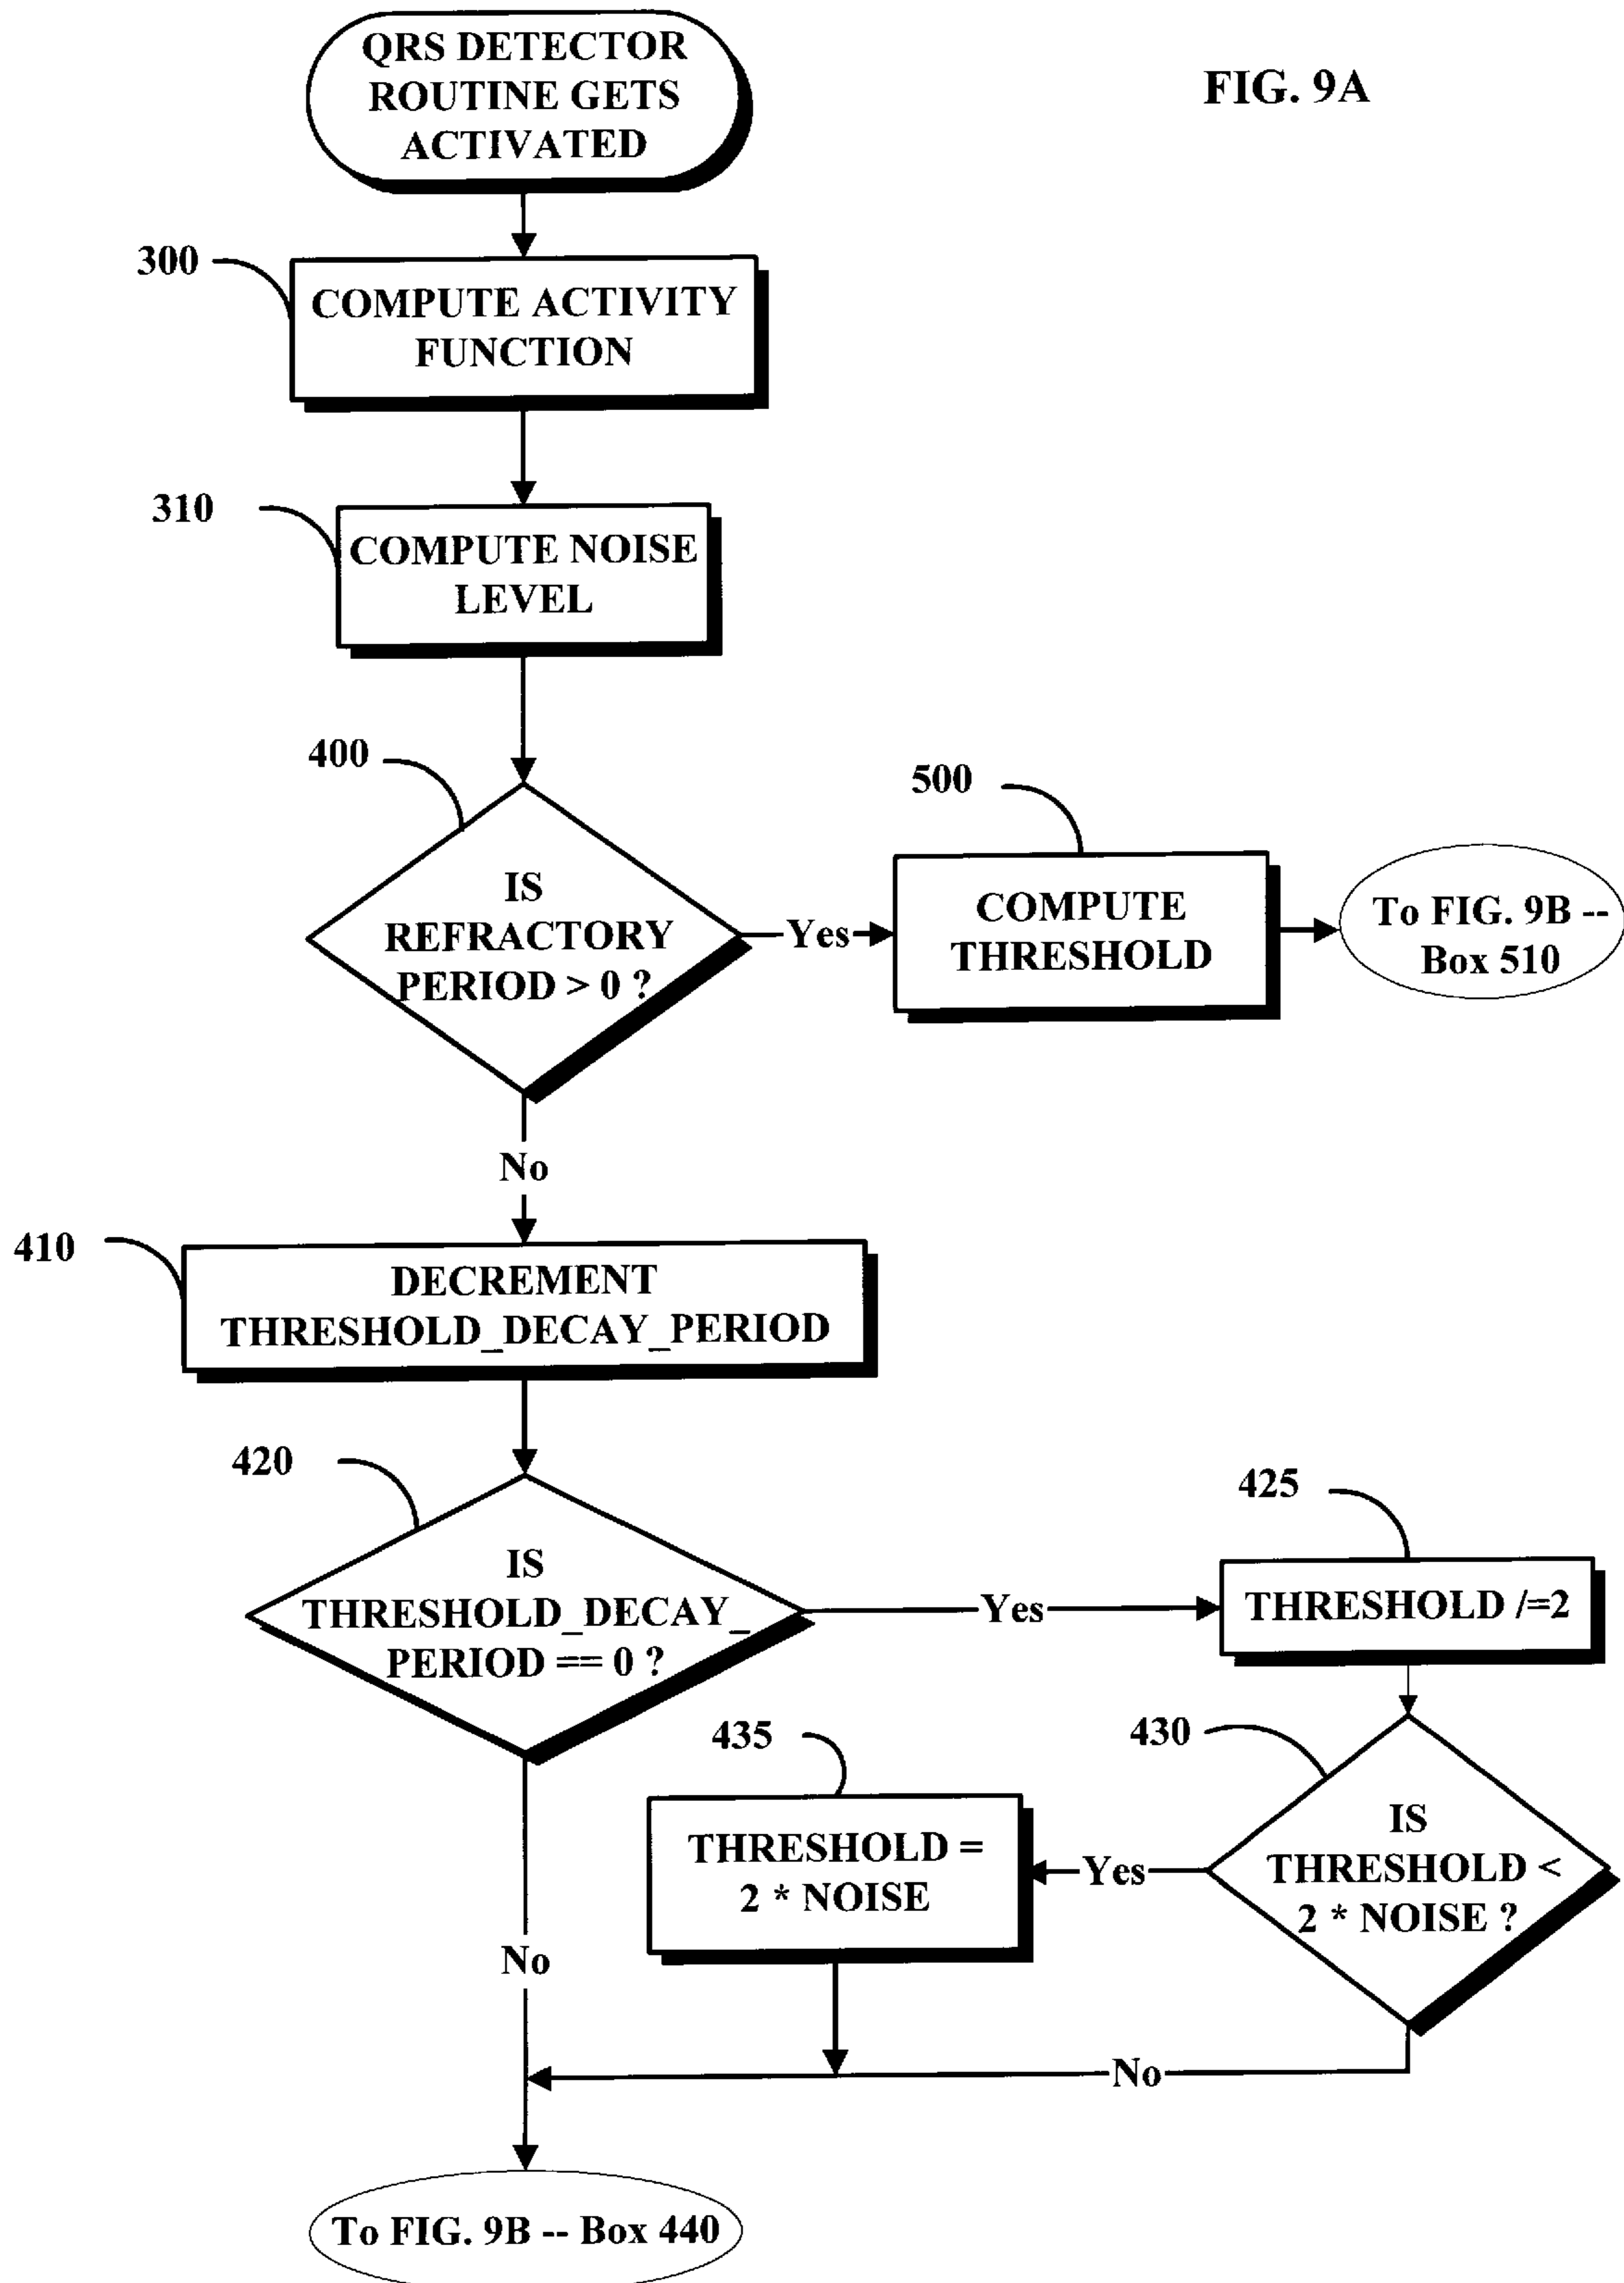 QRS DETECTOR
ROUTINE GETS
ACTIVATED
FIG. 9A
300
COMPUTE ACTIVITY
FUNCTION
310
COMPUTE NOISE
LEVEL
400
IS
REFRACTORY
PERIOD > 0 ?
Yes
500
COMPUTE
THRESHOLD
To FIG. 9B --
Box 510
No
410
DECREMENT
THRESHOLD_DECAY_PERIOD
420
IS
THRESHOLD_DECAY_
PERIOD == 0 ?
Yes
425
THRESHOLD /=2
430
IS
THRESHOLD <
2 * NOISE ?
Yes
435
THRESHOLD =
2 * NOISE
No
No
To FIG. 9B -- Box 440